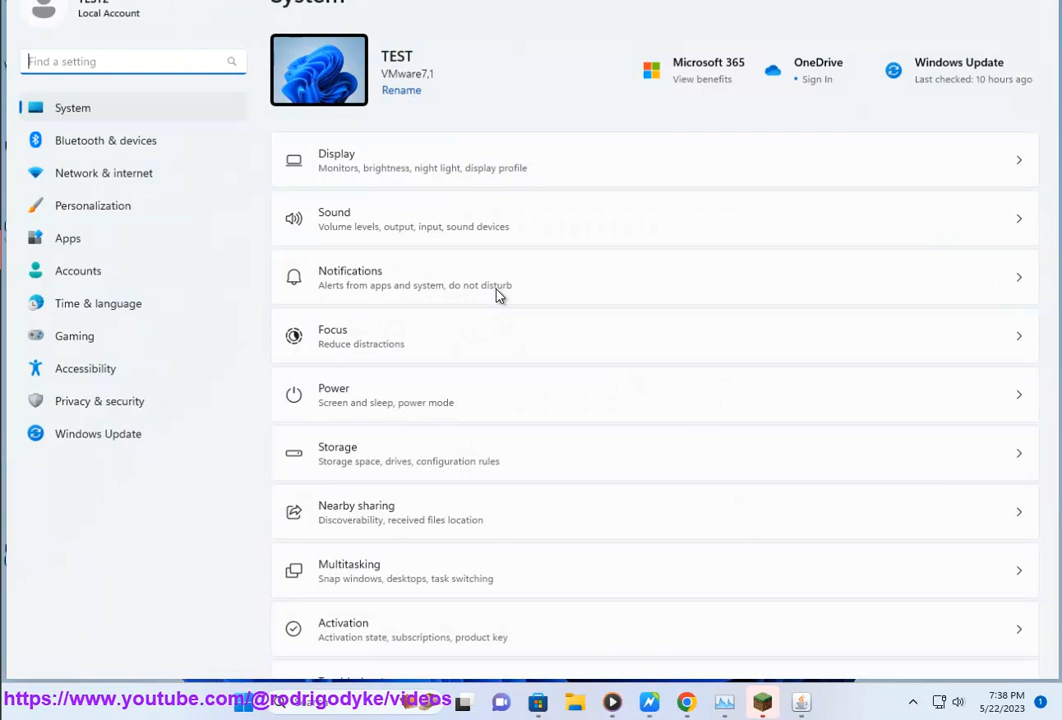 TEST2
Local Account
System
Find a setting
TEST
VMware7,1
Rename
Microsoft 365
View benefits
OneDrive
• Sign In
Windows Update
Last checked: 10 hours ago
System
Bluetooth & devices
Network & internet
Personalization
Apps
Accounts
Time & language
Gaming
Accessibility
Privacy & security
Windows Update
Display
Monitors, brightness, night light, display profile
Sound
Volume levels, output, input, sound devices
Notifications
Alerts from apps and system, do not disturb
Focus
Reduce distractions
Power
Screen and sleep, power mode
Storage
Storage space, drives, configuration rules
Nearby sharing
Discoverability, received files location
Multitasking
Snap windows, desktops, task switching
Activation
Activation state, subscriptions, product key
https://www.youtube.com/@rodrigodyke/videos
7:38 PM
5/22/2023
1